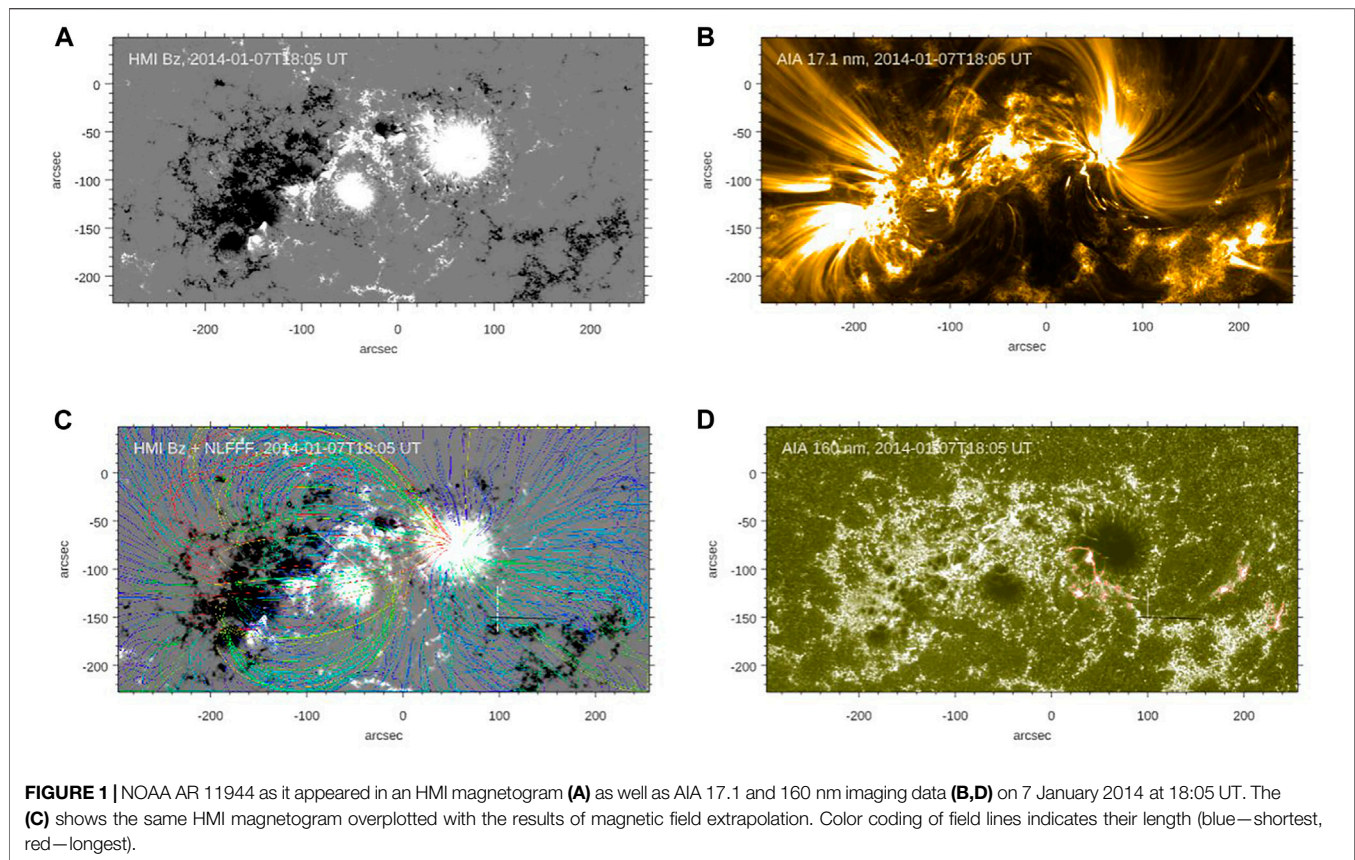 A
HMI Bz, 2014-01-07T18:05 UT
arcsec
0
-50
-100
-150
-200
-200 -100 0 100 200
arcsec
B
AIA 17.1 nm, 2014-01-07T18:05 UT
arcsec
0
-50
-100
-150
-200
-200 -100 0 100 200
arcsec
C
HMI Bz + NLFFF, 2014-01-07T18:05 UT
arcsec
0
-50
-100
-150
-200
-200 -100 0 100 200
arcsec
D
AIA 160 nm, 2014-01-07T18:05 UT
arcsec
0
-50
-100
-150
-200
-200 -100 0 100 200
arcsec
FIGURE 1 | NOAA AR 11944 as it appeared in an HMI magnetogram (A) as well as AIA 17.1 and 160 nm imaging data (B,D) on 7 January 2014 at 18:05 UT. The
(C) shows the same HMI magnetogram overplotted with the results of magnetic field extrapolation. Color coding of field lines indicates their length (blue—shortest,
red—longest).